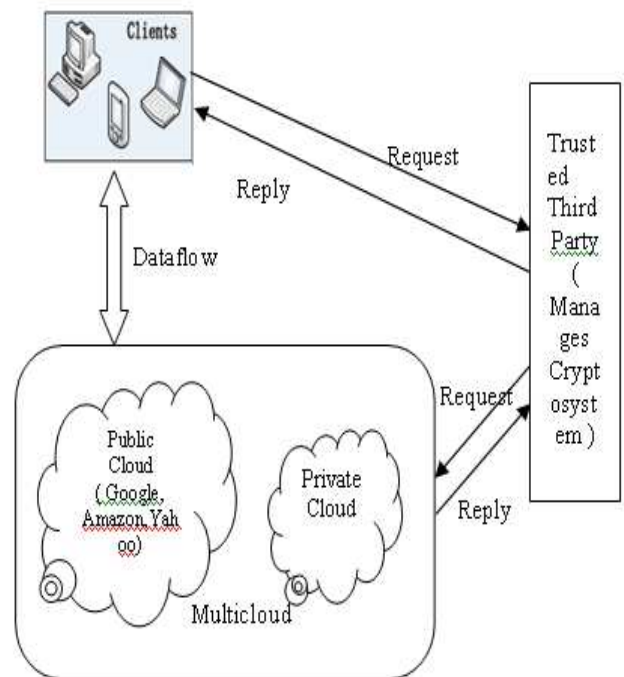 Clients
Request
Reply
Trust
ed
Third
Party
(
Mana
ges
Crypt
osyst
em )
Dataflow
Request
Reply
Public
Cloud
( Google,
Amazon,Yah
oo)
Private
Cloud
Multicloud